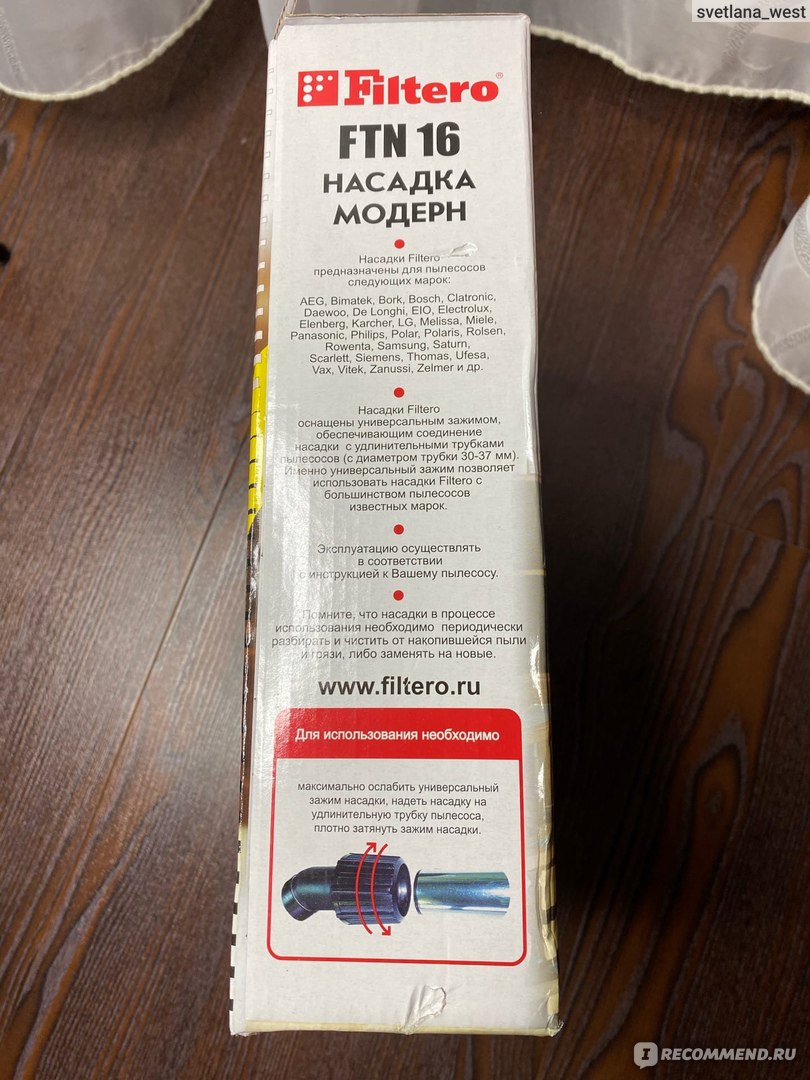 svetlana_west
Filtero®
FTN 16
НАСАДКА
МОДЕРН
Насадки Filtero
предназначены для пылесосов
следующих марок:
AEG, Bimatek, Bork, Bosch, Clatronic,
Daewoo, De Longhi, EIO, Electrolux,
Elenberg, Karcher, LG, Melissa, Miele,
Panasonic, Philips, Polar, Polaris, Rolsen,
Rowenta, Samsung, Saturn,
Scarlett, Siemens, Thomas, Ufesa,
Vax, Vitek, Zanussi, Zelmer и др.
Насадки Filtero
оснащены универсальным зажимом,
обеспечивающим соединение
насадки с удлинительными трубками
пылесосов (с диаметром трубки 30-37 мм).
Именно универсальный зажим позволяет
использовать насадки Filtero с
большинством пылесосов
известных марок.
Эксплуатацию осуществлять
в соответствии
с инструкцией к Вашему пылесосу.
Помните, что насадки в процессе
использования необходимо периодически
разбирать и чистить от накопившейся пыли
и грязи, либо заменять на новые.
www.filtero.ru
Для использования необходимо
максимально ослабить универсальный
зажим насадки, надеть насадку на
удлинительную трубку пылесоса,
плотно затянуть зажим насадки.
IRECOMMEND.RU